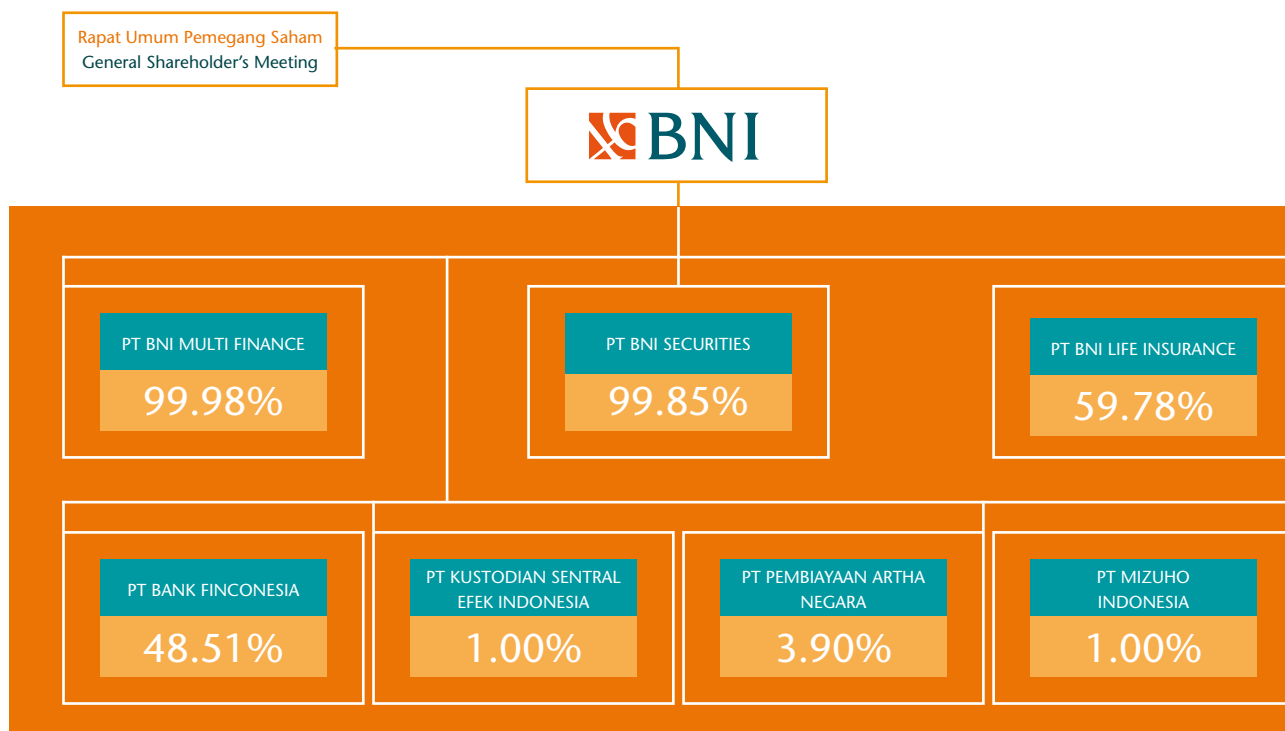 Rapat Umum Pemegang Saham
General Shareholder's Meeting
BNI
PT BNI MULTI FINANCE
99.98%
PT BNI SECURITIES
99.85%
PT BNI LIFE INSURANCE
59.78%
PT BANK FINCONESIA
48.51%
PT KUSTODIAN SENTRAL
EFEK INDONESIA
1.00%
PT PEMBIAYAAN ARTHA
NEGARA
3.90%
PT MIZUHO
INDONESIA
1.00%